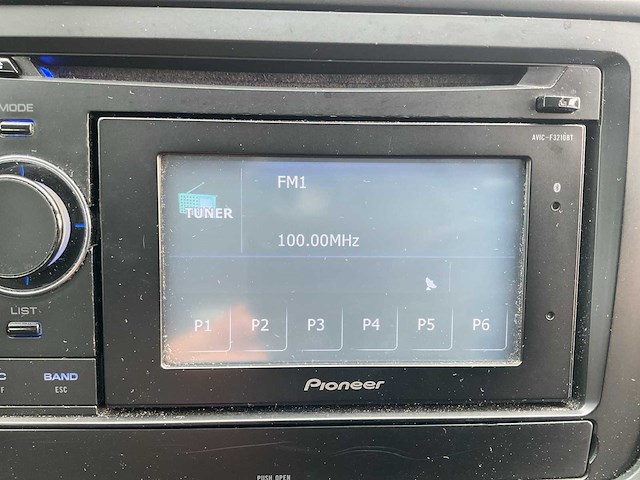 MODE
AVIC-F3210BT
FM1
TUNER
100.00MHz
LIST
P1 P2 P3 P4 P5 P6
BAND
ESC
Pioneer
PUSH OPEN